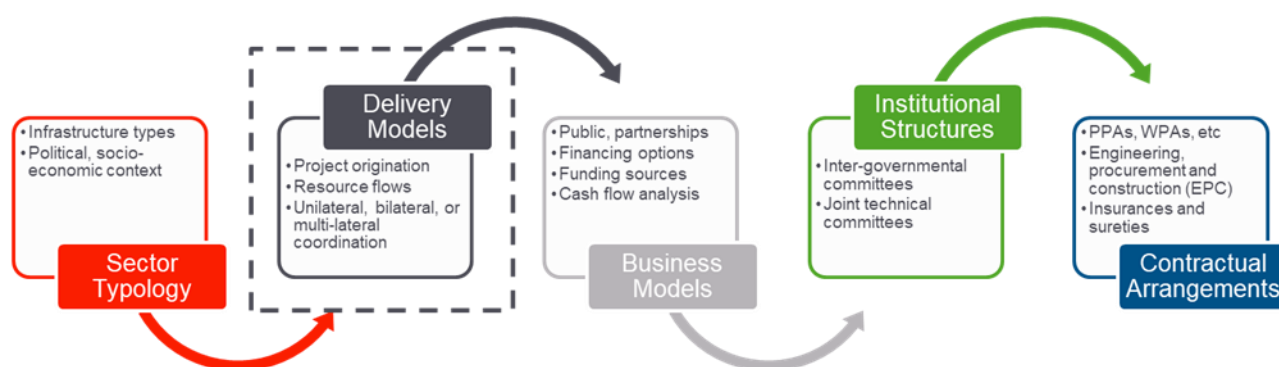 • Infrastructure types
• Political, socio-
economic context
Sector
Typology
Delivery
Models
• Project origination
• Resource flows
• Unilateral, bilateral, or
multi-lateral
coordination
• Public, partnerships
• Financing options
• Funding sources
• Cash flow analysis
Business
Models
Institutional
Structures
• Inter-governmental
committees
• Joint technical
committees
• PPAs, WPAs, etc
• Engineering,
procurement and
construction (EPC)
• Insurances and
sureties
Contractual
Arrangements